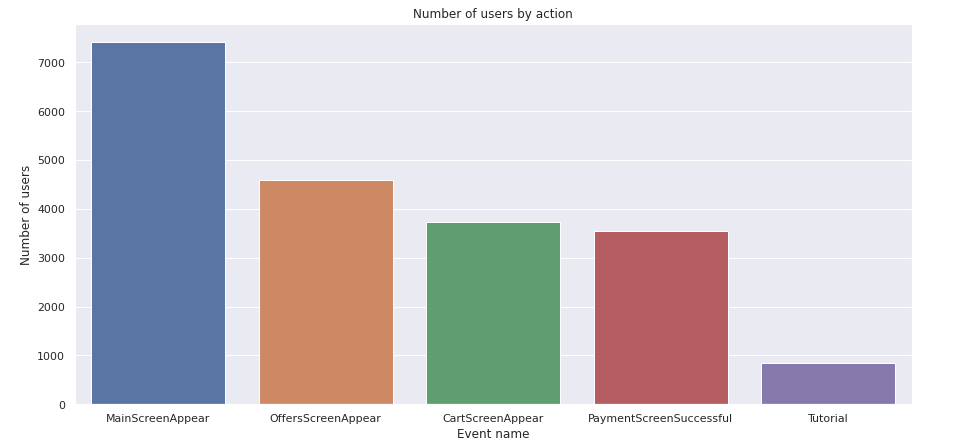 Number of users by action
Number of users
7000
6000
5000
4000
3000
2000
1000
0
MainScreenAppear OffersScreenAppear CartScreenAppear PaymentScreenSuccessful Tutorial
Event name